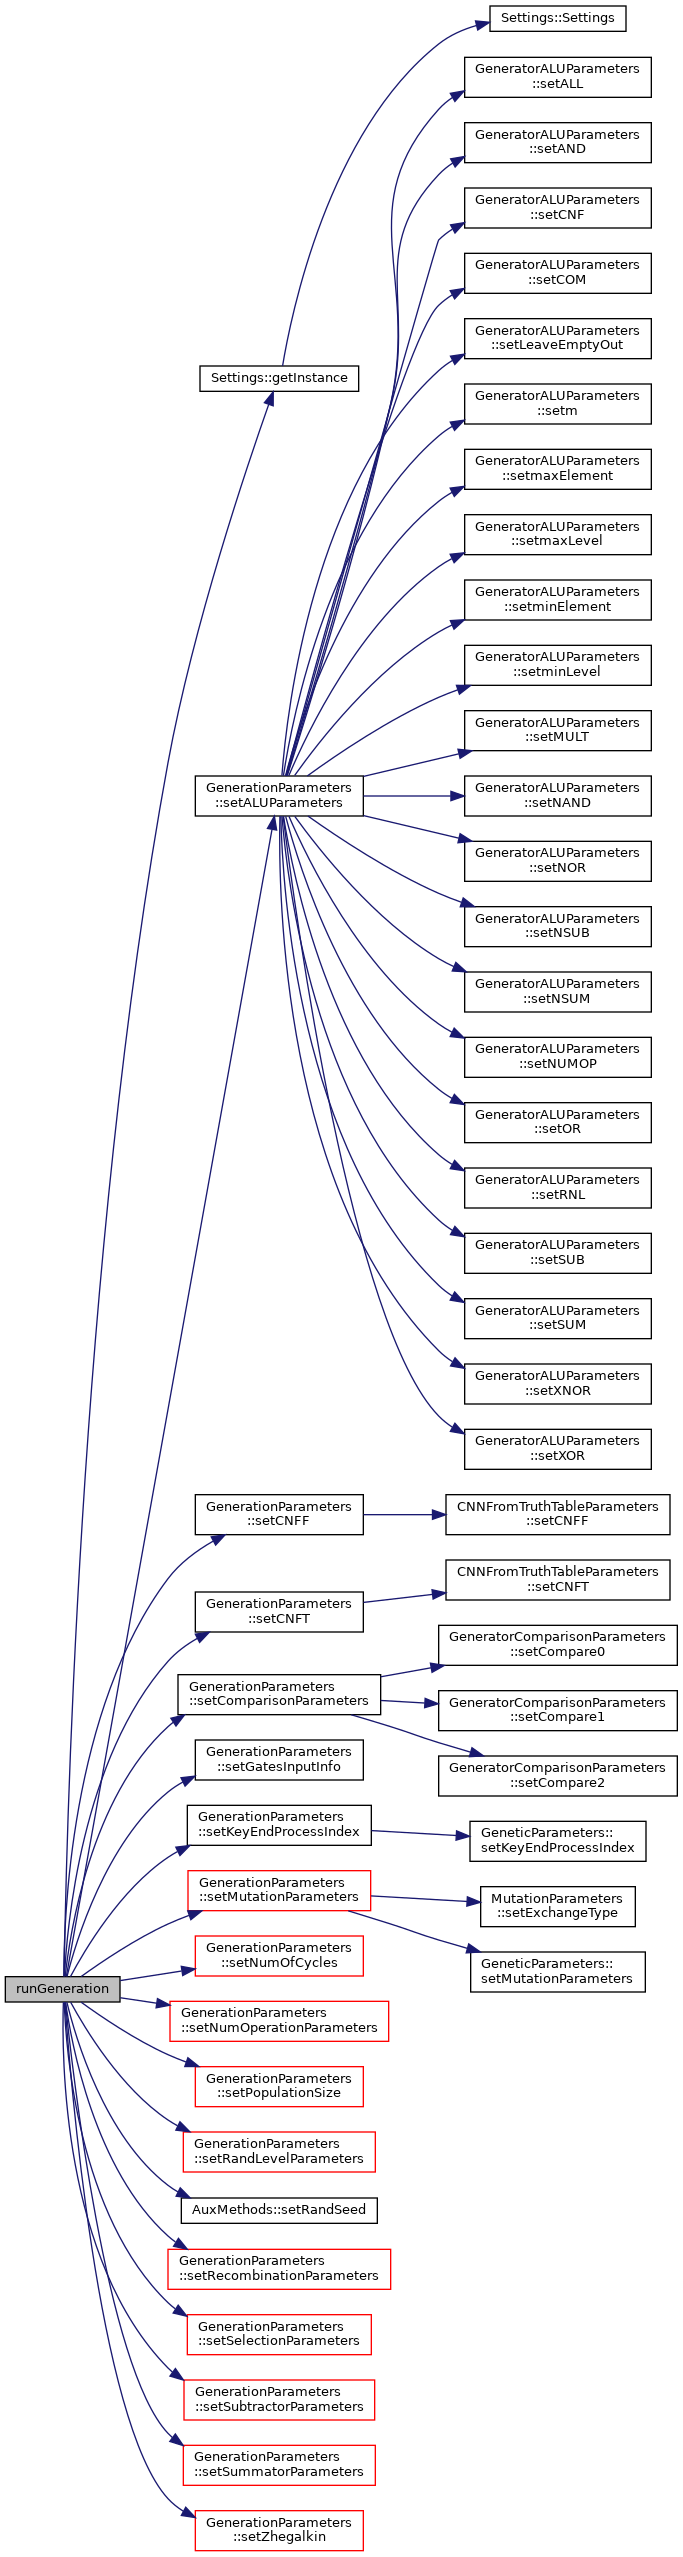 Settings::Settings
GeneratorALUParameters
::setALL
GeneratorALUParameters
::setAND
GeneratorALUParameters
::setCNF
GeneratorALUParameters
::setCOM
GeneratorALUParameters
::setLeaveEmptyOut
Settings::getInstance
GeneratorALUParameters
::setm
GeneratorALUParameters
::setmaxElement
GeneratorALUParameters
::setmaxLevel
GeneratorALUParameters
::setminElement
GeneratorALUParameters
::setminLevel
GeneratorALUParameters
::setMULT
GenerationParameters
::setALUParameters
GeneratorALUParameters
::setNAND
GeneratorALUParameters
::setNOR
GeneratorALUParameters
::setNSUB
GeneratorALUParameters
::setNSUM
GeneratorALUParameters
::setNUMOP
GeneratorALUParameters
::setOR
GeneratorALUParameters
::setRNL
GeneratorALUParameters
::setSUB
GeneratorALUParameters
::setSUM
GeneratorALUParameters
::setXNOR
GeneratorALUParameters
::setXOR
GenerationParameters
::setCNFF
CNNFromTruthTableParameters
::setCNFF
GenerationParameters
::setCNFT
CNNFromTruthTableParameters
::setCNFT
GenerationParameters
::setComparisonParameters
GeneratorComparisonParameters
::setCompare0
GeneratorComparisonParameters
::setCompare1
GeneratorComparisonParameters
::setCompare2
GenerationParameters
::setGatesInputInfo
GenerationParameters
::setKeyEndProcessIndex
GeneticParameters::
setKeyEndProcessIndex
GenerationParameters
::setMutationParameters
MutationParameters
::setExchangeType
GeneticParameters::
setMutationParameters
runGeneration
GenerationParameters
::setNumOfCycles
GenerationParameters
::setNumOperationParameters
GenerationParameters
::setPopulationSize
GenerationParameters
::setRandLevelParameters
AuxMethods::setRandSeed
GenerationParameters
::setRecombinationParameters
GenerationParameters
::setSelectionParameters
GenerationParameters
::setSubtractorParameters
GenerationParameters
::setSummatorParameters
GenerationParameters
::setZhegalkin